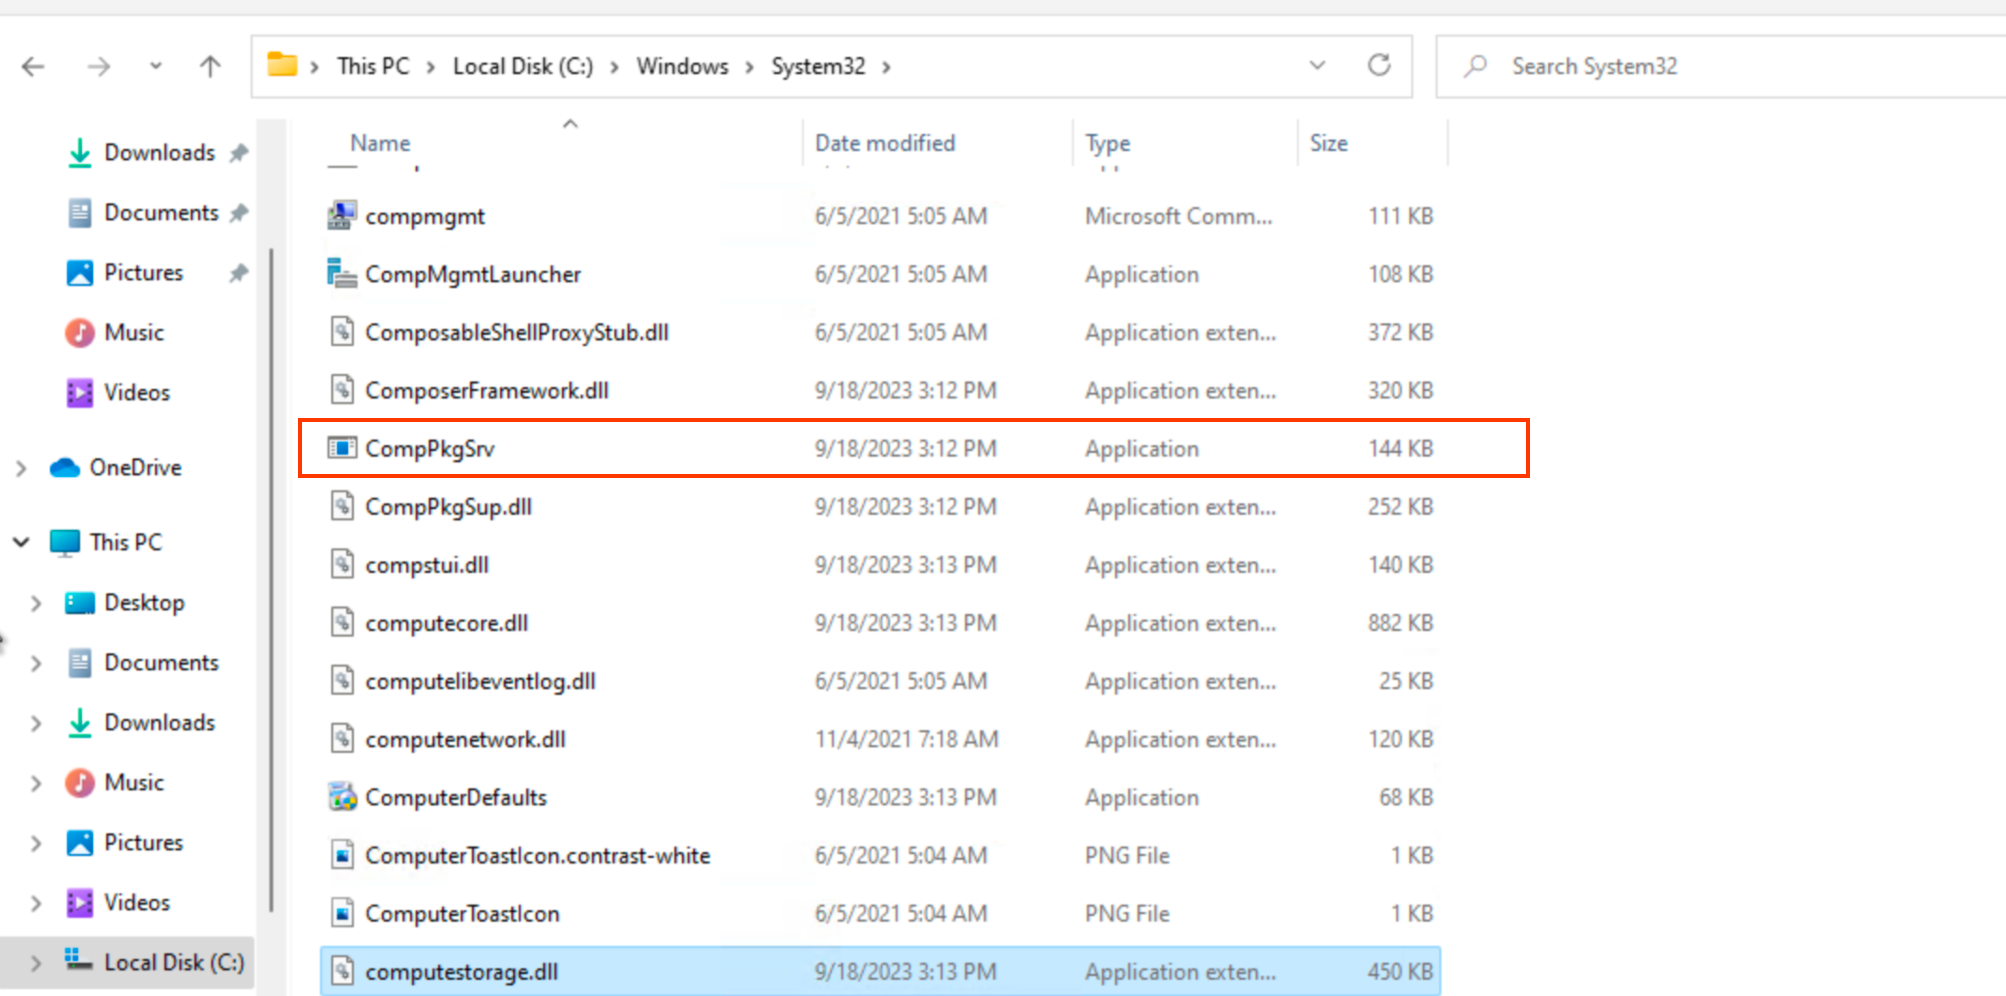 This PC > Local Disk (C:) > Windows > System32 >
Search System32
Downloads
Documents
Pictures
Music
Videos
OneDrive
This PC
Desktop
Documents
Downloads
Music
Pictures
Videos
Local Disk (C:)
Name Date modified Type Size
compmgmt 6/5/2021 5:05 AM Microsoft Comm... 111 KB
CompMgmtLauncher 6/5/2021 5:05 AM Application 108 KB
ComposableShellProxyStub.dll 6/5/2021 5:05 AM Application exten... 372 KB
ComposerFramework.dll 9/18/2023 3:12 PM Application exten... 320 KB
CompPkgSrv 9/18/2023 3:12 PM Application 144 KB
CompPkgSup.dll 9/18/2023 3:12 PM Application exten... 252 KB
compstui.dll 9/18/2023 3:13 PM Application exten... 140 KB
computecore.dll 9/18/2023 3:13 PM Application exten... 882 KB
computelibeventlog.dll 6/5/2021 5:05 AM Application exten... 25 KB
computenetwork.dll 11/4/2021 7:18 AM Application exten... 120 KB
ComputerDefaults 9/18/2023 3:13 PM Application 68 KB
ComputerToastIcon.contrast-white 6/5/2021 5:04 AM PNG File 1 KB
ComputerToastIcon 6/5/2021 5:04 AM PNG File 1 KB
computestorage.dll 9/18/2023 3:13 PM Application exten... 450 KB